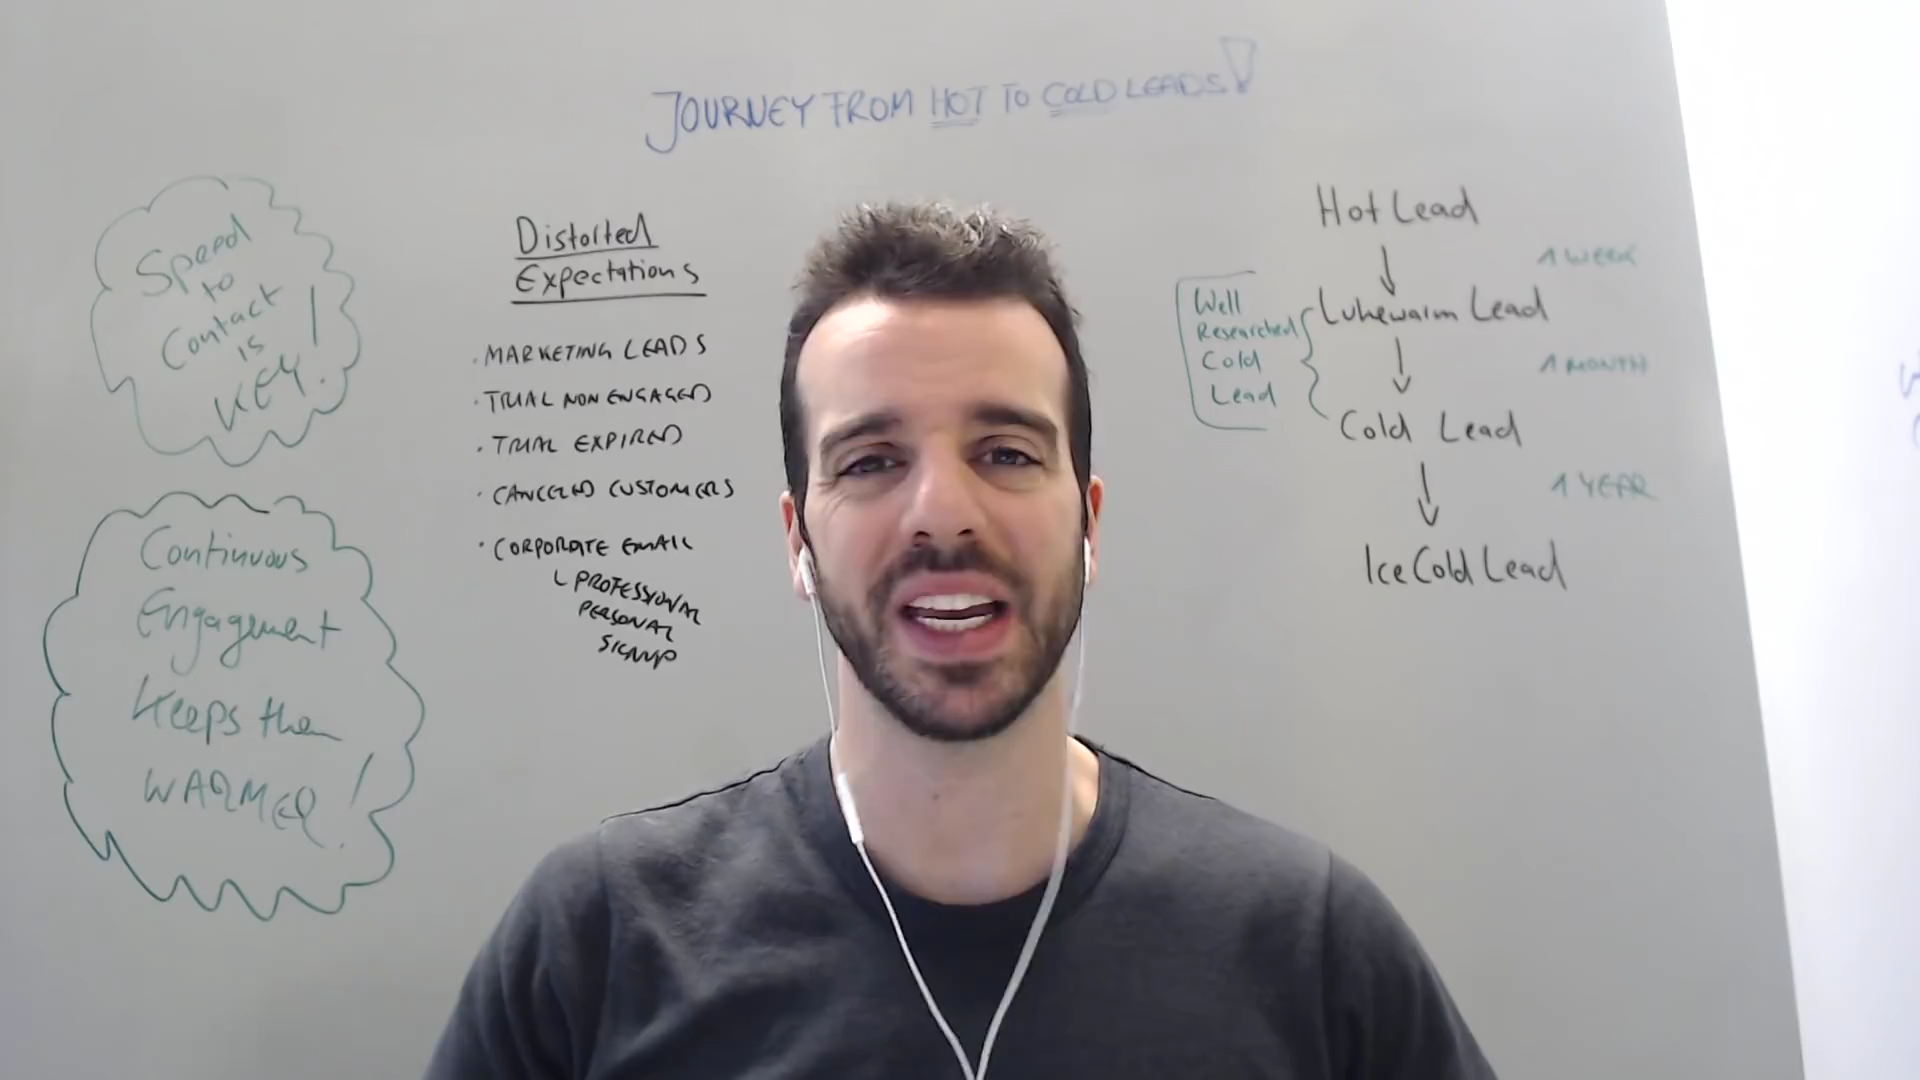 JOURNEY FROM HOT TO COLD LEADS!
Speed
to
Contact
is
KEY!
Continuous
Engagement
Keeps them
WARMER!
Distorted
Expectations
· MARKETING LEADS
· TRIAL NON ENGAGED
· TRIAL EXPIRED
· CANCELED CUSTOMERS
· CORPORATE EMAIL
PROFESSIONAL
PERSONAL
SIGNUP
Hot Lead
1 WEEK
Lukewarm Lead
1 MONTH
Cold Lead
1 YEAR
Ice Cold Lead
Well
Researched
Cold
Lead